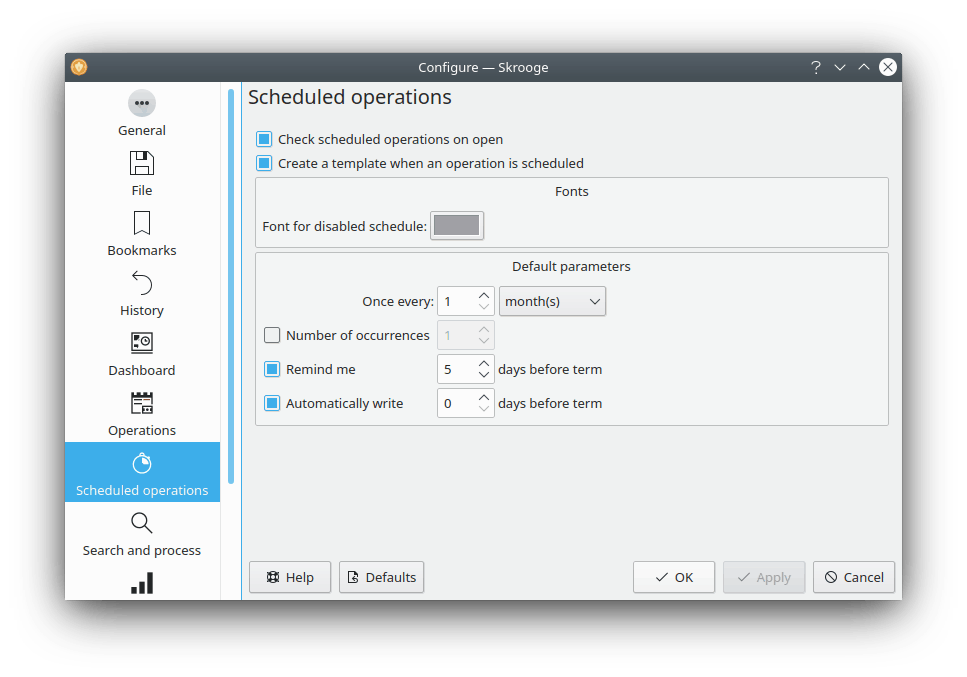 Configure — Skrooge
?
General
File
Bookmarks
History
Dashboard
Operations
Scheduled operations
Search and process
Scheduled operations
Check scheduled operations on open
Create a template when an operation is scheduled
Fonts
Font for disabled schedule:
Default parameters
Once every: 1 month(s)
Number of occurrences 1
Remind me 5 days before term
Automatically write 0 days before term
Help Defaults OK Apply Cancel